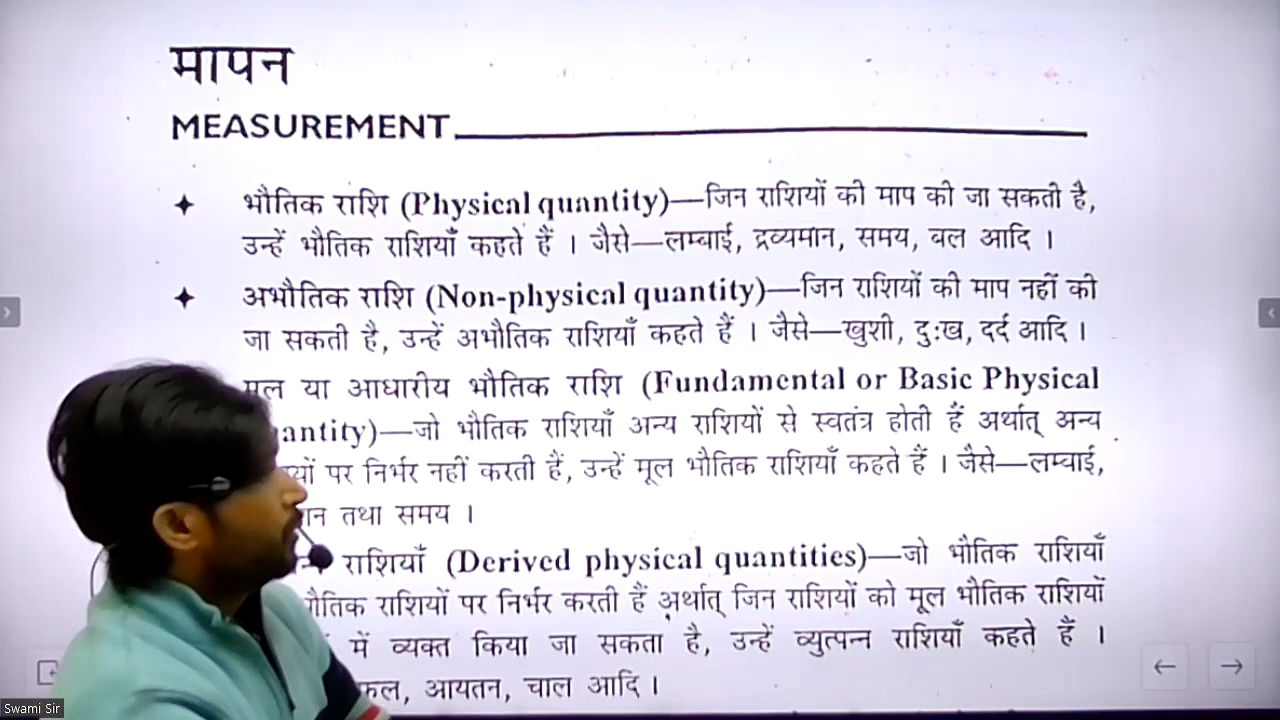 मापन
MEASUREMENT
भौतिक राशि (Physical quantity)—जिन राशियों की माप की जा सकती है,
उन्हें भौतिक राशियाँ कहते हैं । जैसे—लम्बाई, द्रव्यमान, समय, बल आदि ।
अभौतिक राशि (Non-physical quantity)—जिन राशियों की माप नहीं की
जा सकती है, उन्हें अभौतिक राशियाँ कहते हैं । जैसे—खुशी, दुःख, दर्द आदि ।
या आधारीय भौतिक राशि (Fundamental or Basic Physical
antity)—जो भौतिक राशियाँ अन्य राशियों से स्वतंत्र होती हैं अर्थात् अन्य
यों पर निर्भर नहीं करती हैं, उन्हें मूल भौतिक राशियाँ कहते हैं । जैसे—लम्बाई,
ान तथा समय ।
राशियाँ (Derived physical quantities)—जो भौतिक राशियाँ
भौतिक राशियों पर निर्भर करती हैं अर्थात् जिन राशियों को मूल भौतिक राशियों
में व्यक्त किया जा सकता है, उन्हें व्युत्पन्न राशियाँ कहते हैं ।
फल, आयतन, चाल आदि ।
Swami Sir